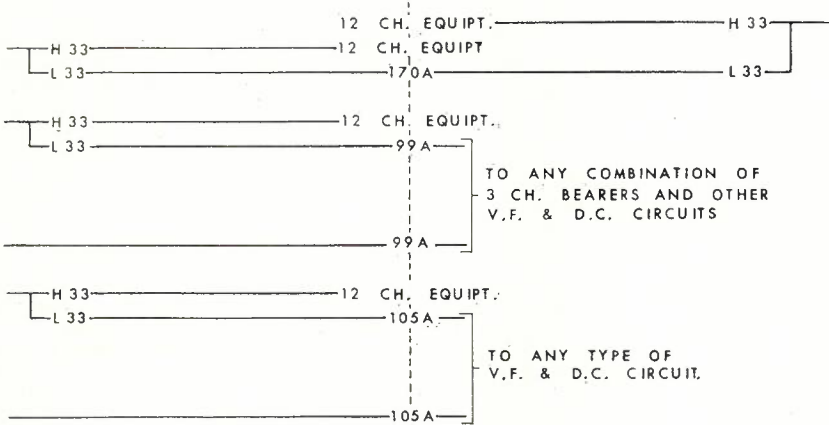 12 CH. EQUIPT. H 33
H 33 12 CH. EQUIPT
L 33 170A L 33
H 33 12 CH. EQUIPT.
L 33 99A
TO ANY COMBINATION OF
3 CH. BEARERS AND OTHER
V.F. & D.C. CIRCUITS
99A
H 33 12 CH. EQUIPT.
L 33 105A
TO ANY TYPE OF
V.F. & D.C. CIRCUIT.
105A